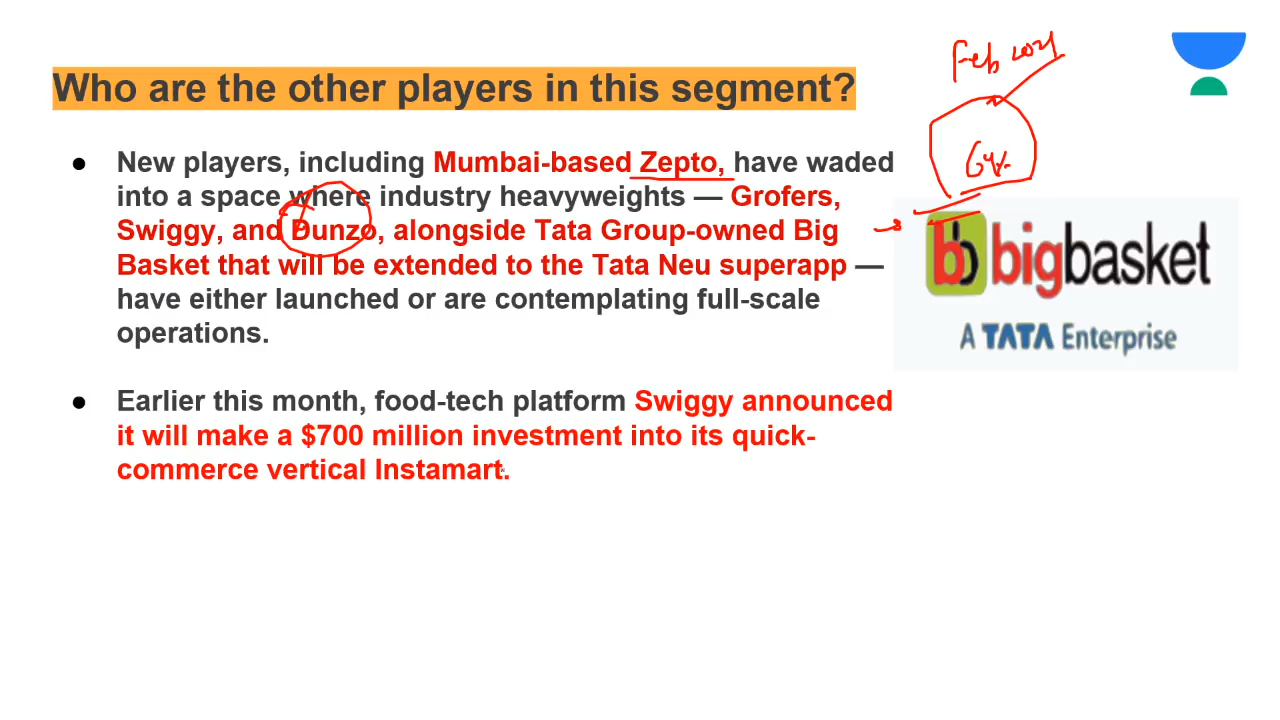 Feb 2021
Who are the other players in this segment?
64%
● New players, including Mumbai-based Zepto, have waded
into a space where industry heavyweights — Grofers,
Swiggy, and Dunzo, alongside Tata Group-owned Big
Basket that will be extended to the Tata Neu superapp —
have either launched or are contemplating full-scale
operations.
bb bigbasket
A TATA Enterprise
● Earlier this month, food-tech platform Swiggy announced
it will make a $700 million investment into its quick-
commerce vertical Instamart.